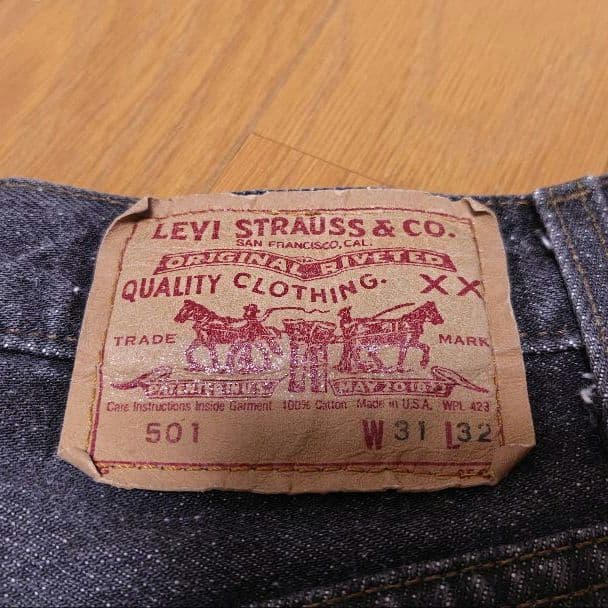 LEVI STRAUSS & CO.
SAN FRANCISCO, CAL.
ORIGINAL RIVETED
QUALITY CLOTHING. XX
TRADE MARK
MAY 20 1873
Care Instructions Inside Garment 100% Cotton Made in U.S.A. WPL 423
501 W 31 L 32